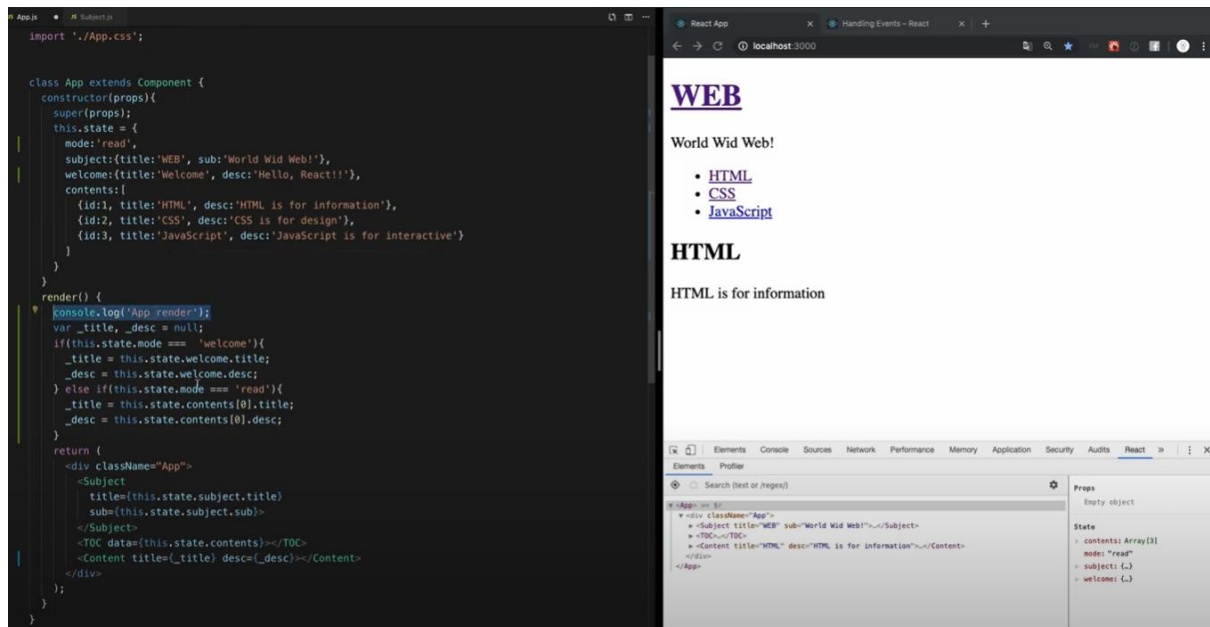 App.js
Subject.js
import './App.css';
class App extends Component {
constructor(props){
super(props);
this.state = {
mode:'read',
subject:{title:'WEB', sub:'World Wid Web!'},
welcome:{title:'Welcome', desc:'Hello, React!!'},
contents:[
{id:1, title:'HTML', desc:'HTML is for information'},
{id:2, title:'CSS', desc:'CSS is for design'},
{id:3, title:'JavaScript', desc:'JavaScript is for interactive'}
]
}
}
render() {
console.log('App render');
var _title, _desc = null;
if(this.state.mode === 'welcome'){
_title = this.state.welcome.title;
_desc = this.state.welcome.desc;
} else if(this.state.mode === 'read'){
_title = this.state.contents[0].title;
_desc = this.state.contents[0].desc;
}
return (
<div className="App">
<Subject
title={this.state.subject.title}
sub={this.state.subject.sub}>
</Subject>
<TOC data={this.state.contents}></TOC>
<Content title={_title} desc={_desc}></Content>
</div>
);
}
}
React App
Handling Events – React
localhost:3000
WEB
World Wid Web!
• HTML
• CSS
• JavaScript
HTML
HTML is for information
Elements Console Sources Network Performance Memory Application Security Audits React »
Elements Profiler
Search (text or /regex/)
<App> == $r
<div className="App">
<Subject title="WEB" sub="World Wid Web!">…</Subject>
<TOC>…</TOC>
<Content title="HTML" desc="HTML is for information">…</Content>
</div>
</App>
Props
Empty object
State
contents: Array[3]
mode: "read"
subject: {…}
welcome: {…}